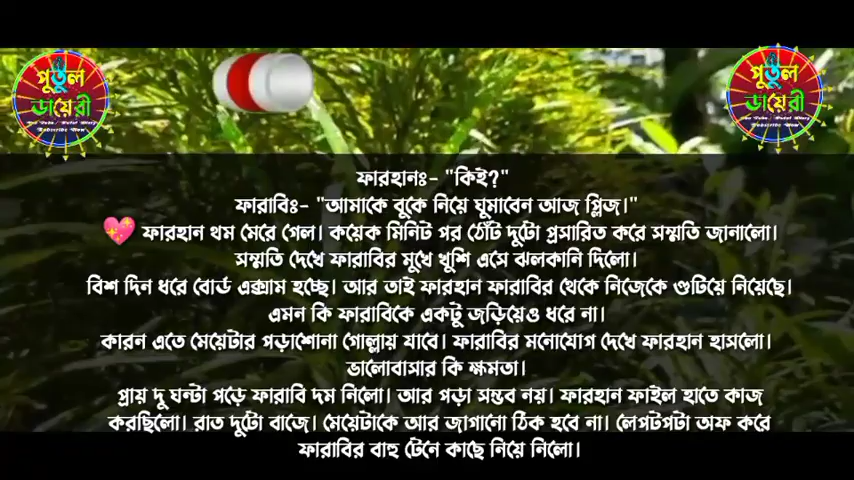 পুতুল
ডায়েরী
পুতুল
ডায়েরী
ফারহানঃ- "কিই?"
ফারাবিঃ- "আমাকে বুকে নিয়ে ঘুমাবেন আজ প্লিজ।"
💖 ফারহান থম মেরে গেল। কয়েক মিনিট পর ঠোঁট দুটো প্রসারিত করে সম্মতি জানালো।
সম্মতি দেখে ফারাবির মুখে খুশি এসে ঝলকানি দিলো।
বিশ দিন ধরে বোর্ড এক্সাম হচ্ছে। আর তাই ফারহান ফারাবির থেকে নিজেকে গুটিয়ে নিয়েছে।
এমন কি ফারাবিকে একটু জড়িয়েও ধরে না।
কারন এতে মেয়েটার পড়াশোনা গোল্লায় যাবে। ফারাবির মনোযোগ দেখে ফারহান হাসলো।
ভালোবাসার কি ক্ষমতা।
প্রায় দু ঘন্টা পড়ে ফারাবি দম নিলো। আর পড়া সম্ভব নয়। ফারহান ফাইল হাতে কাজ
করছিলো। রাত দুটো বাজে। মেয়েটাকে আর জাগানো ঠিক হবে না। লেপটপটা অফ করে
ফারাবির বাহু টেনে কাছে নিয়ে নিলো।